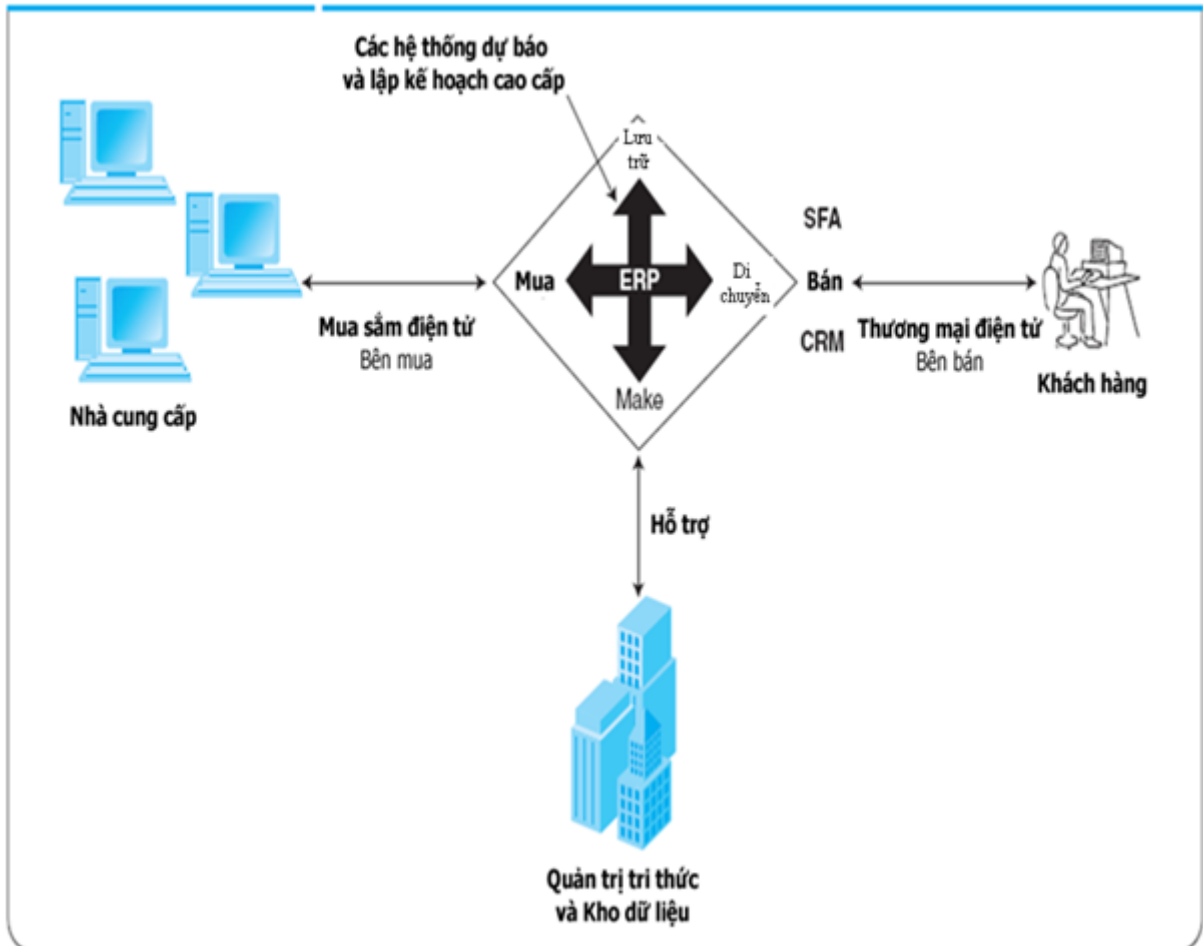 Các hệ thống dự báo
và lập kế hoạch cao cấp
Lưu
trữ
SFA
Mua
ERP
Di
chuyển
Bán
Mua sắm điện tử
Bên mua
Thương mại điện tử
Bên bán
CRM
Make
Khách hàng
Nhà cung cấp
Hỗ trợ
Quản trị tri thức
và Kho dữ liệu